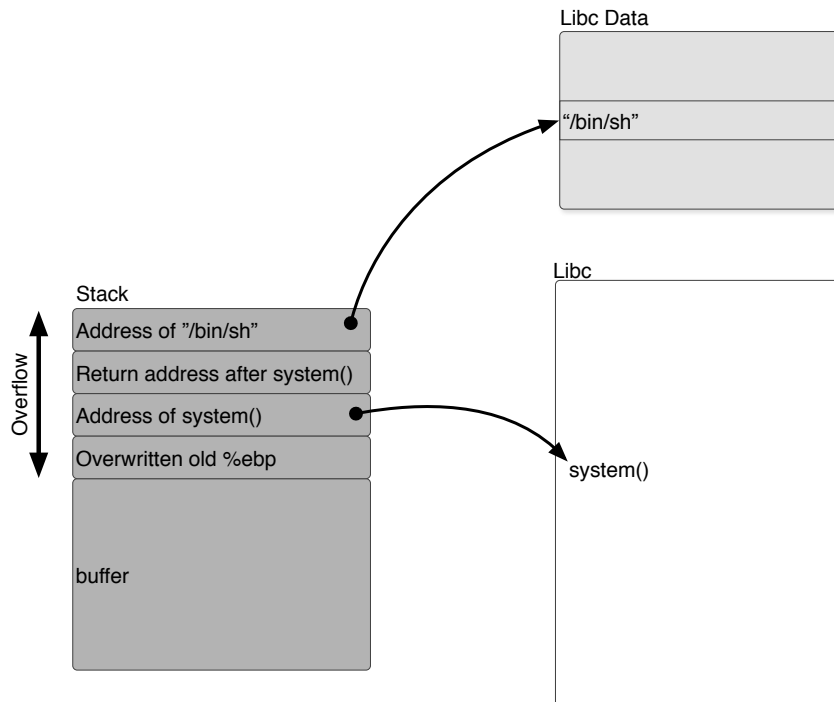 Libc Data
“/bin/sh”
Libc
system()
Stack
Address of ”/bin/sh”
Return address after system()
Address of system()
Overwritten old %ebp
buffer
Overflow